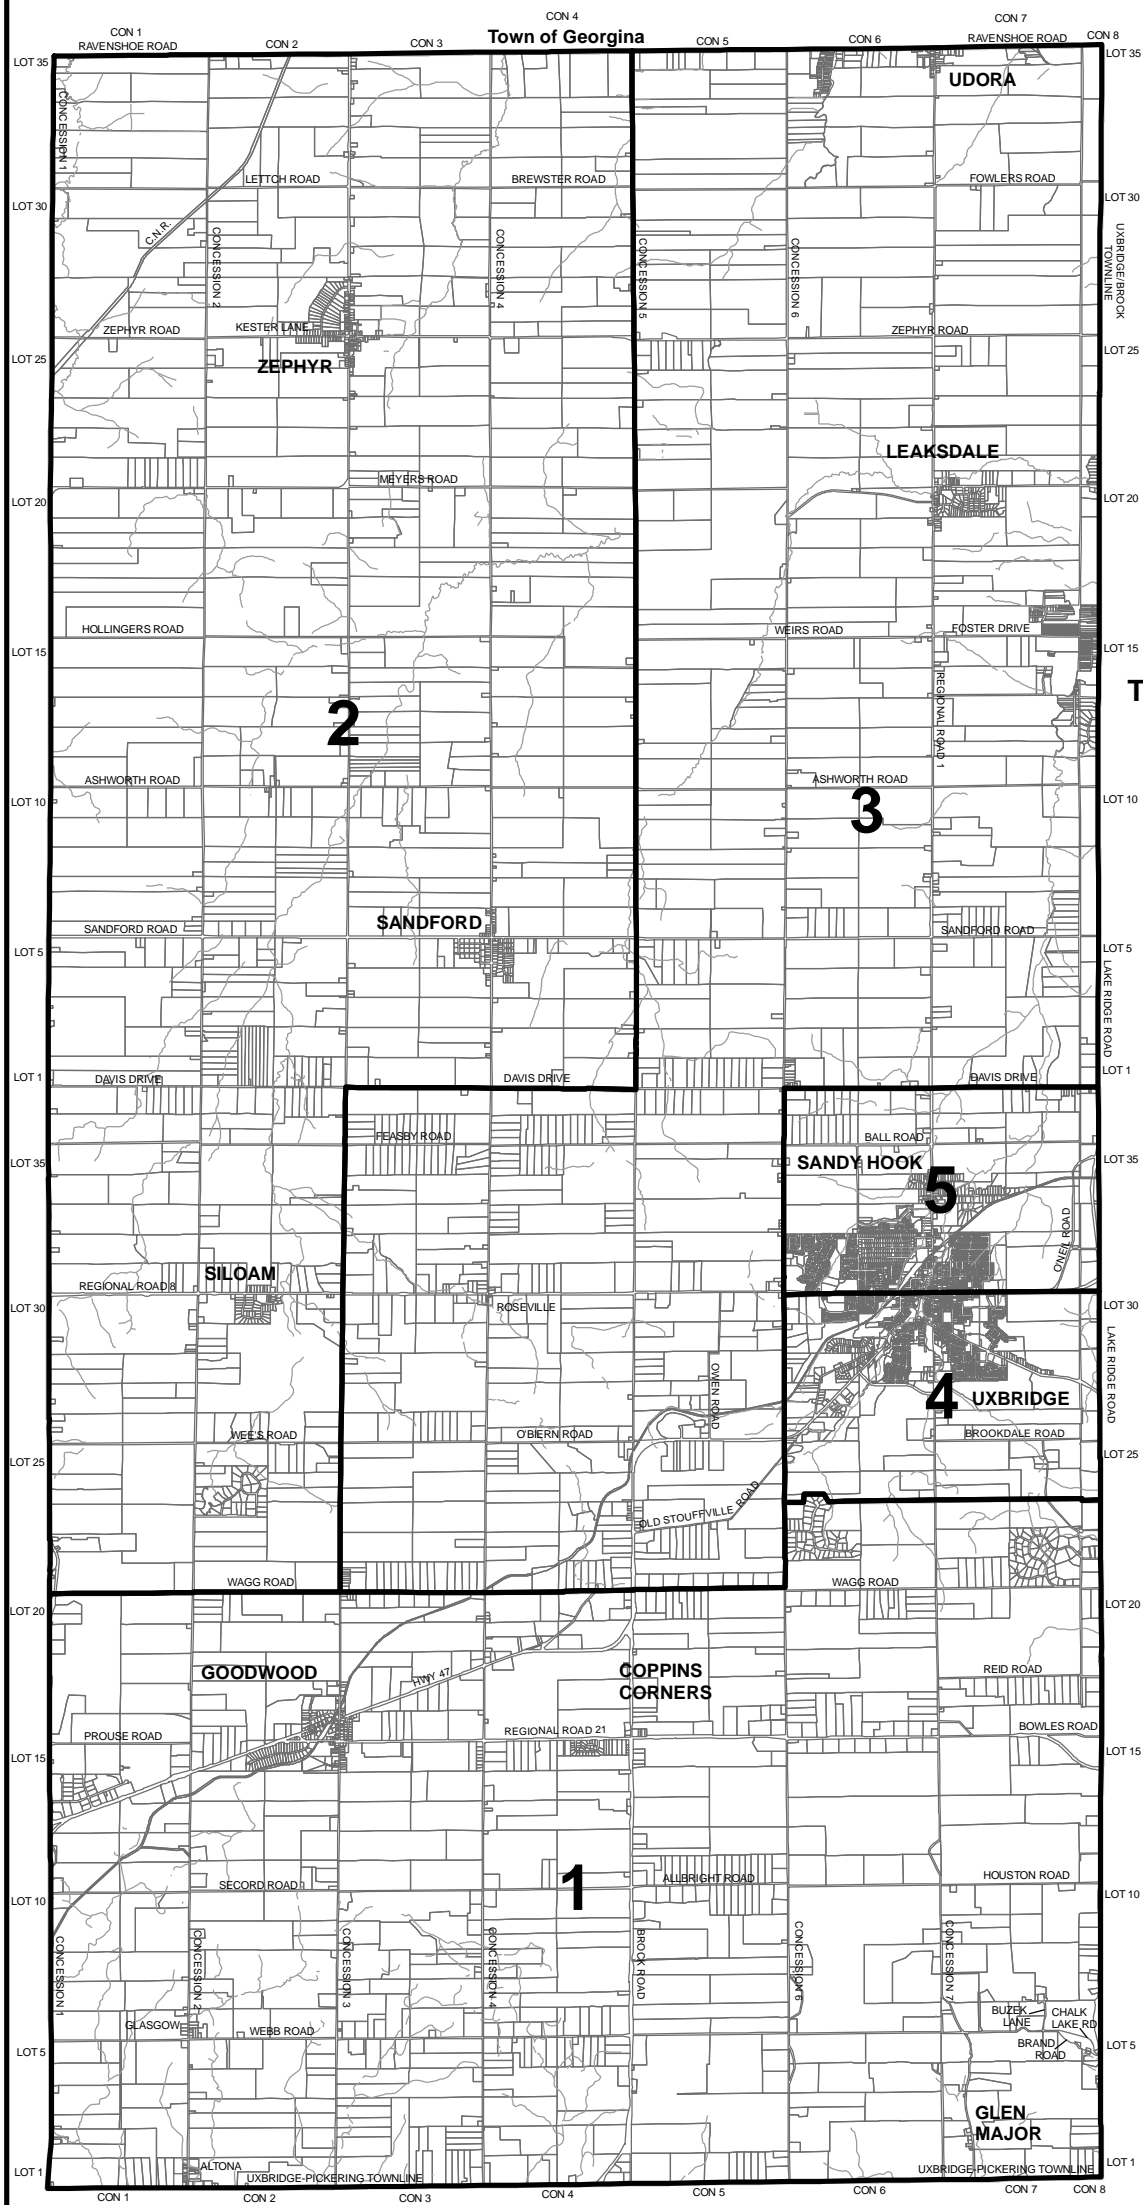 CON 4
CON 7
CON 1
RAVENSHOE ROAD
CON 2
CON 3
Town of Georgina
CON 5
CON 6
RAVENSHOE ROAD
CON 8
LOT 35
LOT 35
UDORA
CONCESSION 1
LETTCH ROAD
BREWSTER ROAD
FOWLERS ROAD
LOT 30
LOT 30
C.N.R.
CONCESSION 2
CONCESSION 4
CONCESSION 5
CONCESSION 6
UXBRIDGE/BROCK
TOWNLINE
ZEPHYR ROAD
KESTER LANE
ZEPHYR ROAD
LOT 25
LOT 25
ZEPHYR
LEAKSDALE
MEYERS ROAD
LOT 20
LOT 20
HOLLINGERS ROAD
WEIRS ROAD
FOSTER DRIVE
LOT 15
LOT 15
REGIONAL ROAD 1
T
2
ASHWORTH ROAD
ASHWORTH ROAD
LOT 10
LOT 10
3
SANDFORD
SANDFORD ROAD
SANDFORD ROAD
LOT 5
LOT 5
LAKE RIDGE ROAD
LOT 1
LOT 1
DAVIS DRIVE
DAVIS DRIVE
DAVIS DRIVE
FEASBY ROAD
BALL ROAD
LOT 35
SANDY HOOK
LOT 35
5
O'NEIL ROAD
SILOAM
REGIONAL ROAD 8
LOT 30
ROSEVILLE
LOT 30
LAKE RIDGE ROAD
OWEN ROAD
4
UXBRIDGE
WEE'S ROAD
O'BIERN ROAD
BROOKDALE ROAD
LOT 25
LOT 25
OLD STOUFFVILLE ROAD
WAGG ROAD
WAGG ROAD
LOT 20
LOT 20
GOODWOOD
HWY 47
COPPINS
CORNERS
REID ROAD
PROUSE ROAD
REGIONAL ROAD 21
BOWLES ROAD
LOT 15
LOT 15
1
SECORD ROAD
ALLBRIGHT ROAD
HOUSTON ROAD
LOT 10
LOT 10
CONCESSION 1
CONCESSION 2
CONCESSION 3
CONCESSION 4
BROCK ROAD
CONCESSION 6
CONCESSION 7
BUZEK
LANE
CHALK
LAKE RD
GLASGOW
WEBB ROAD
BRAND
ROAD
LOT 5
LOT 5
GLEN
MAJOR
LOT 1
ALTONA
UXBRIDGE-PICKERING TOWNLINE
UXBRIDGE-PICKERING TOWNLINE
LOT 1
CON 1
CON 2
CON 3
CON 4
CON 5
CON 6
CON 7
CON 8